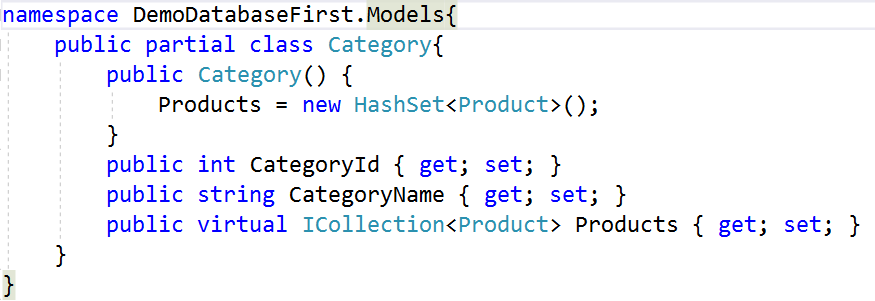 namespace DemoDatabaseFirst.Models{
    public partial class Category{
        public Category() {
            Products = new HashSet<Product>();
        }
        public int CategoryId { get; set; }
        public string CategoryName { get; set; }
        public virtual ICollection<Product> Products { get; set; }
    }
}